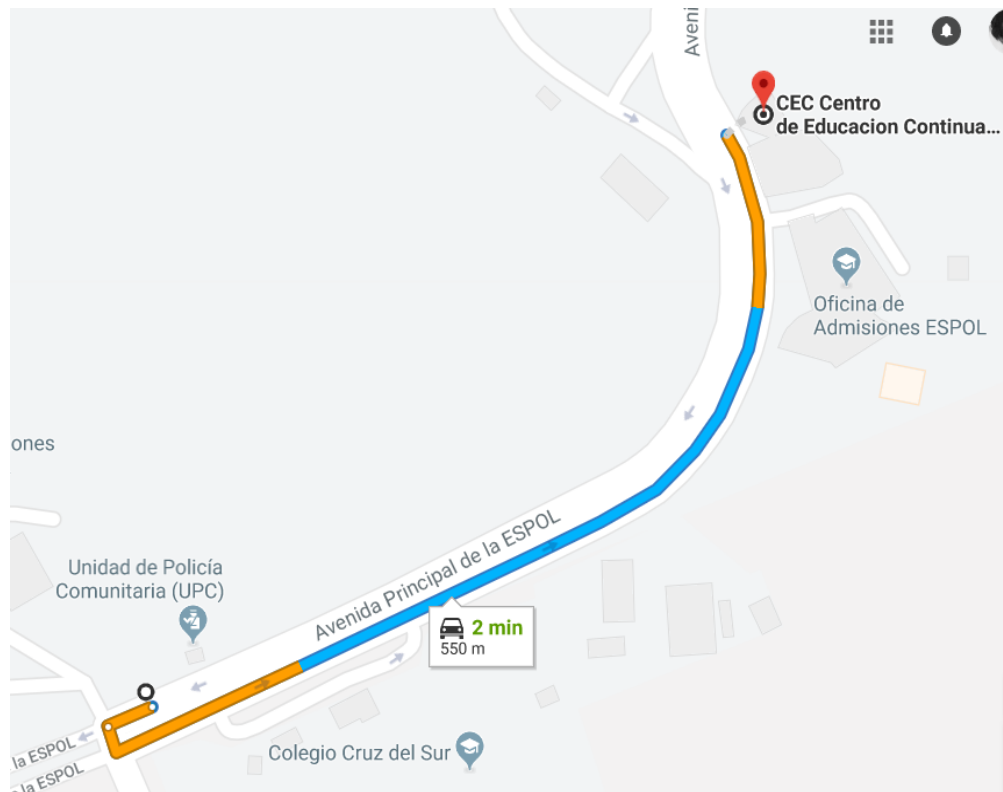 Aveni
CEC Centro
de Educacion Continua...
Oficina de
Admisiones ESPOL
ones
Avenida Principal de la ESPOL
Unidad de Policía
Comunitaria (UPC)
2 min
550 m
la ESPOL
la ESPOL
Colegio Cruz del Sur